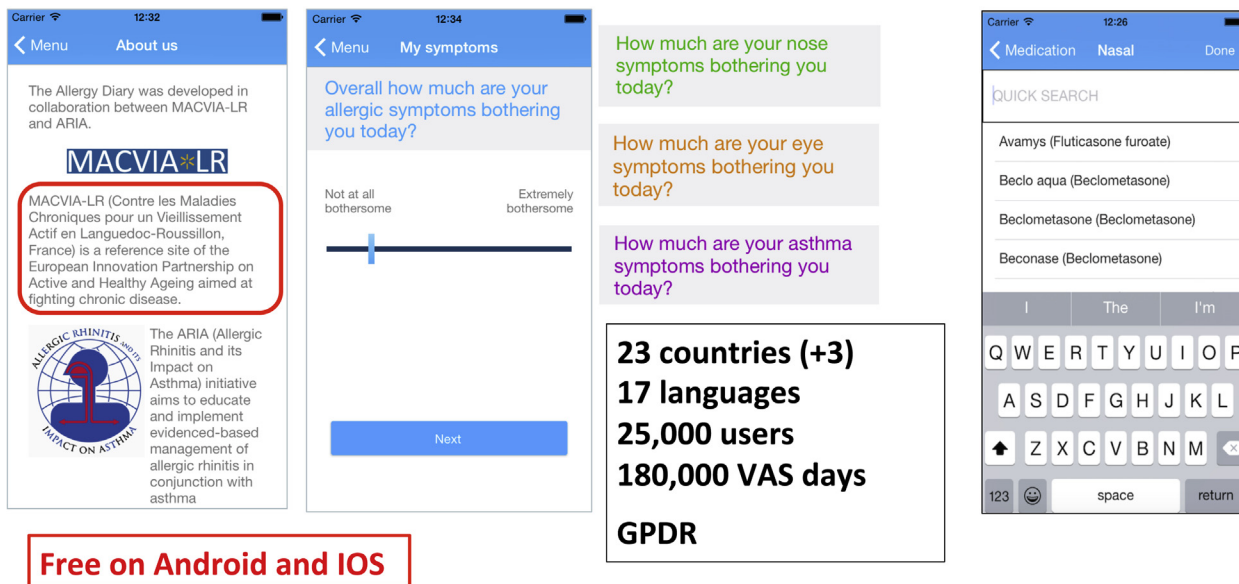 Carrier 12:32
Menu About us
The Allergy Diary was developed in
collaboration between MACVIA-LR
and ARIA.
MACVIA LR
MACVIA-LR (Contre les Maladies
Chroniques pour un Vieillissement
Actif en Languedoc-Roussillon,
France) is a reference site of the
European Innovation Partnership on
Active and Healthy Ageing aimed at
fighting chronic disease.
ALLERGIC RHINITIS AND ITS
IMPACT ON ASTHMA
The ARIA (Allergic
Rhinitis and its
Impact on
Asthma) initiative
aims to educate
and implement
evidenced-based
management of
allergic rhinitis in
conjunction with
asthma
Free on Android and IOS
Carrier 12:34
Menu My symptoms
Overall how much are your
allergic symptoms bothering
you today?
Not at all
bothersome
Extremely
bothersome
Next
How much are your nose
symptoms bothering you
today?
How much are your eye
symptoms bothering you
today?
How much are your asthma
symptoms bothering you
today?
23 countries (+3)
17 languages
25,000 users
180,000 VAS days
GPDR
Carrier 12:26
Medication Nasal Done
QUICK SEARCH
Avamys (Fluticasone furoate)
Beclo aqua (Beclometasone)
Beclometasone (Beclometasone)
Beconase (Beclometasone)
I The I'm
Q W E R T Y U I O P
A S D F G H J K L
Z X C V B N M
123 space return